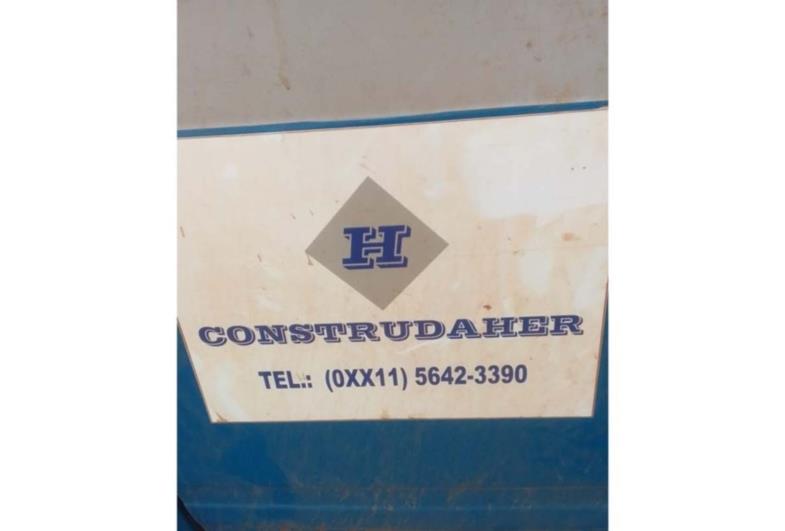 H
CONSTRUDAHER
TEL.: (0XX11) 5642-3390